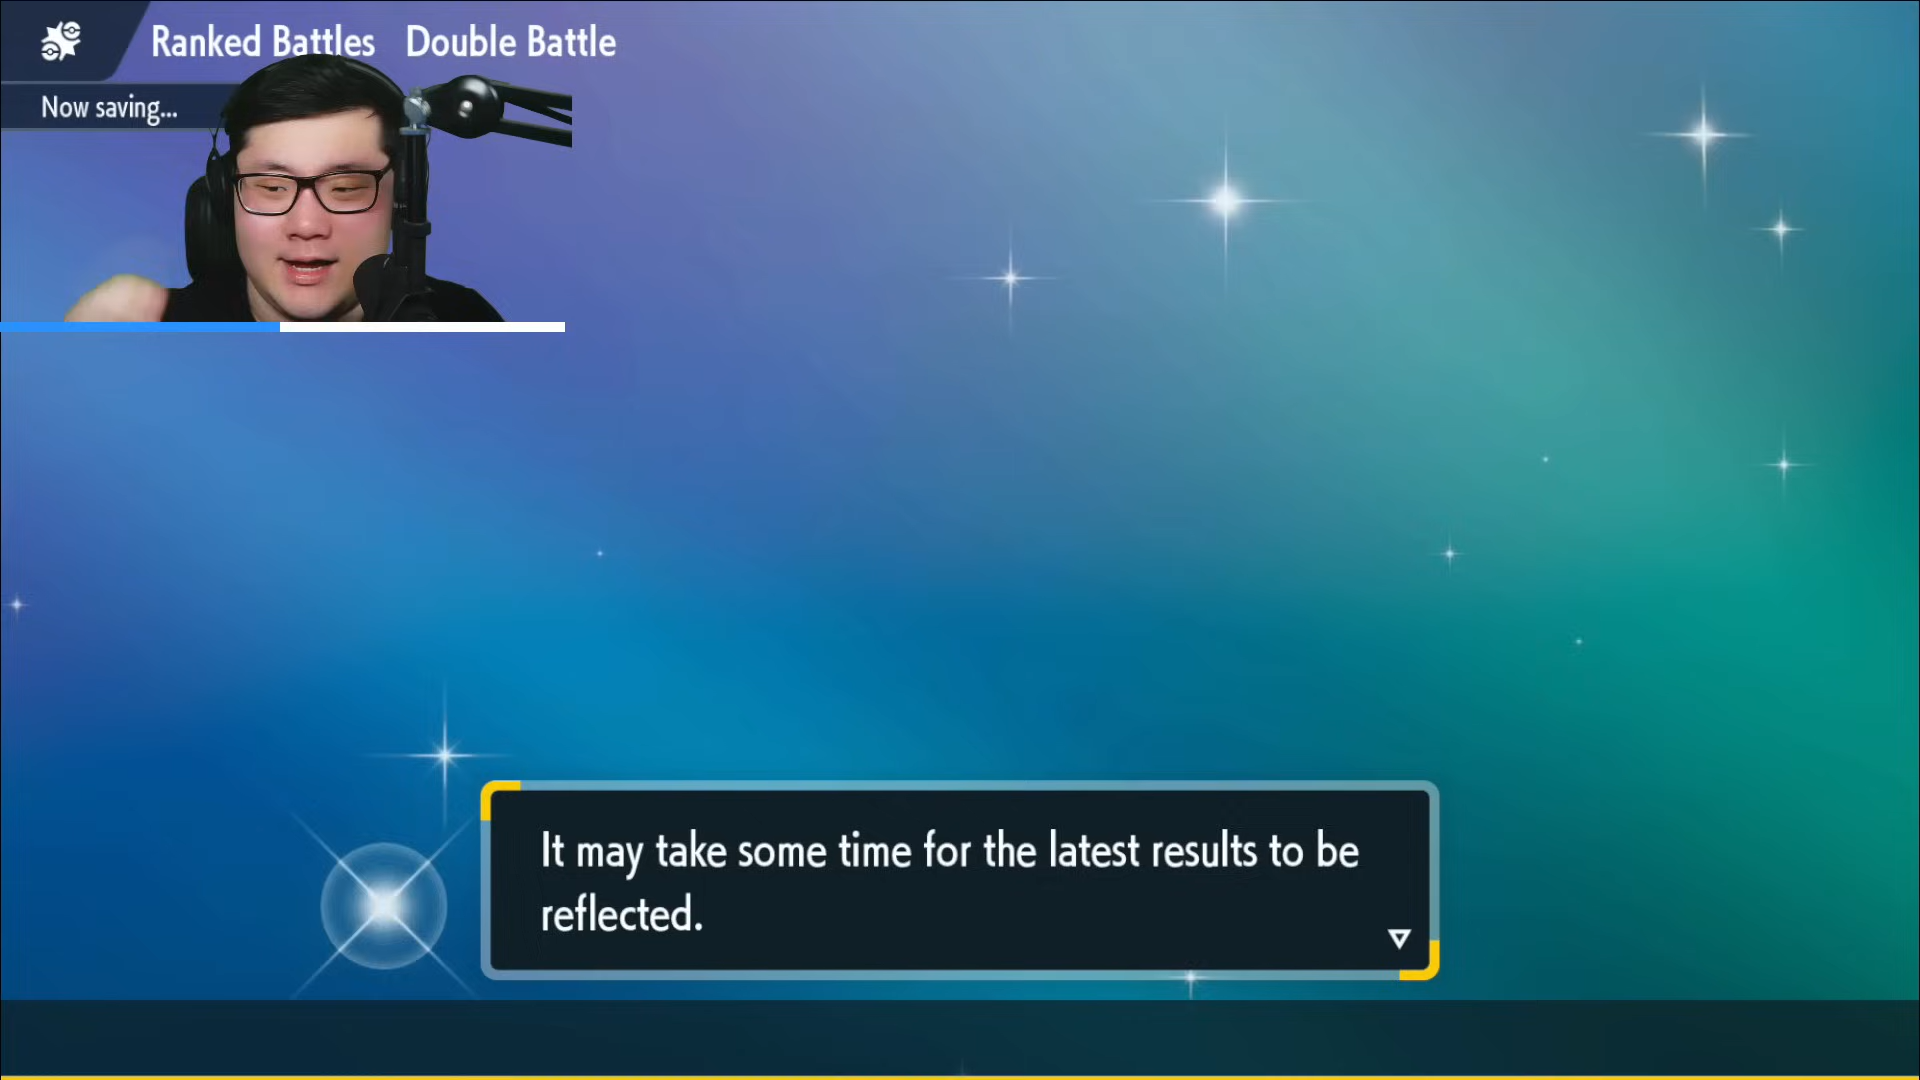 Ranked Battles Double Battle
Now saving...
It may take some time for the latest results to be
reflected.